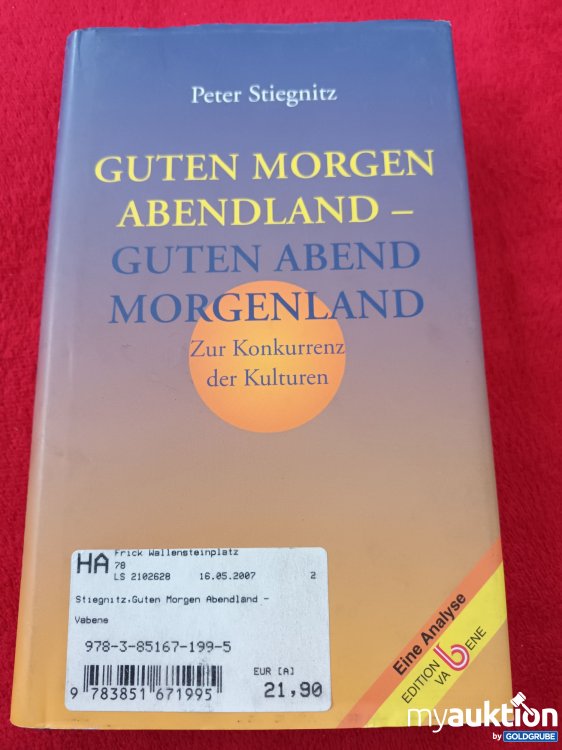 Peter Stiegnitz
GUTEN MORGEN
ABENDLAND –
GUTEN ABEND
MORGENLAND
Zur Konkurrenz
der Kulturen
HA Frick Wallensteinplatz
78
LS 2102628 16.05.2007 2
Stiegnitz.Guten Morgen Abendland -
Vabene
978-3-85167-199-5
9 783851 671995
EUR [A]
21,90
Eine Analyse
EDITION
VA b ENE
myauktion
by GOLDGRUBE